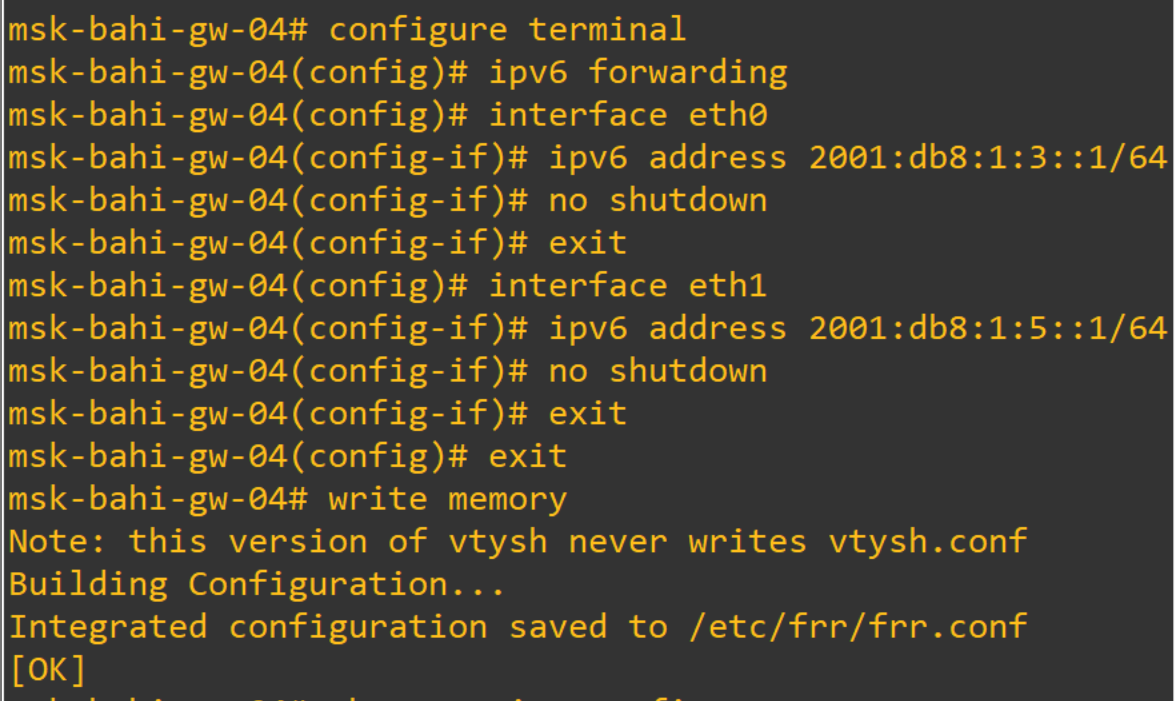 msk-bahi-gw-04# configure terminal
msk-bahi-gw-04(config)# ipv6 forwarding
msk-bahi-gw-04(config)# interface eth0
msk-bahi-gw-04(config-if)# ipv6 address 2001:db8:1:3::1/64
msk-bahi-gw-04(config-if)# no shutdown
msk-bahi-gw-04(config-if)# exit
msk-bahi-gw-04(config)# interface eth1
msk-bahi-gw-04(config-if)# ipv6 address 2001:db8:1:5::1/64
msk-bahi-gw-04(config-if)# no shutdown
msk-bahi-gw-04(config-if)# exit
msk-bahi-gw-04(config)# exit
msk-bahi-gw-04# write memory
Note: this version of vtysh never writes vtysh.conf
Building Configuration...
Integrated configuration saved to /etc/frr/frr.conf
[OK]